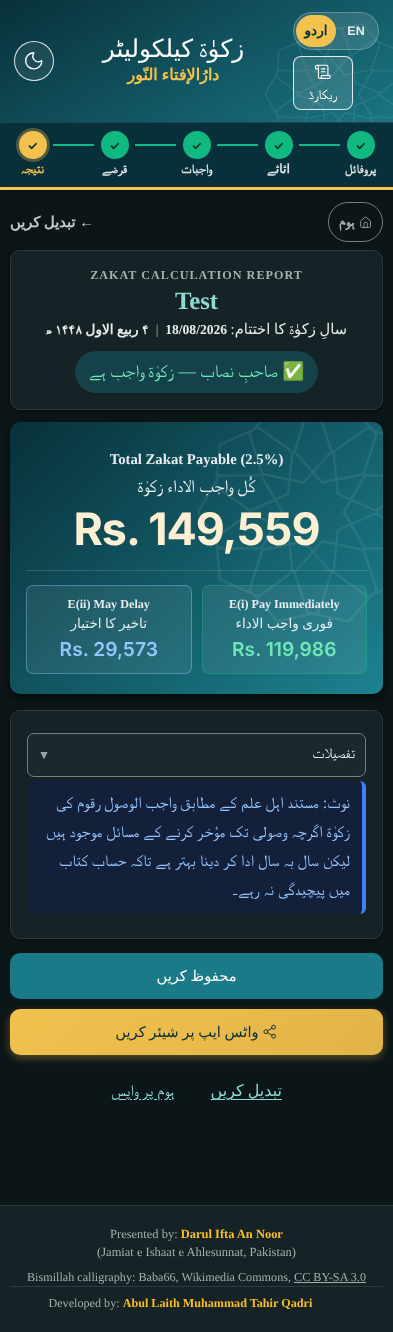 EN
اردو
ریکارڈ
زکوٰۃ کیلکولیٹر
دارُالإفتاء النّور
پروفائل
اثاثے
واجبات
قرضے
نتیجہ
ہوم
← تبدیل کریں
ZAKAT CALCULATION REPORT
Test
سالِ زکوٰۃ کا اختتام: 18/08/2026 | ۴ ربیع الاول ۱۴۴۸ ھ
✅ صاحبِ نصاب — زکوٰۃ واجب ہے
Total Zakat Payable (2.5%)
کُل واجب الاداء زکوٰۃ
Rs. 149,559
E(i) Pay Immediately
فوری واجب الاداء
Rs. 119,986
E(ii) May Delay
تاخیر کا اختیار
Rs. 29,573
تفصیلات ▼
نوٹ: مستند اہل علم کے مطابق واجب الوصول رقوم کی
زکوٰۃ اگرچہ وصولی تک مؤخر کرنے کے مسائل موجود ہیں
لیکن سال بہ سال ادا کر دینا بہتر ہے تاکہ حساب کتاب
میں پیچیدگی نہ رہے۔
محفوظ کریں
واٹس ایپ پر شیئر کریں
تبدیل کریں
ہوم پر واپس
Presented by: Darul Ifta An Noor
(Jamiat e Ishaat e Ahlesunnat, Pakistan)
Bismillah calligraphy: Baba66, Wikimedia Commons, CC BY-SA 3.0
Developed by: Abul Laith Muhammad Tahir Qadri